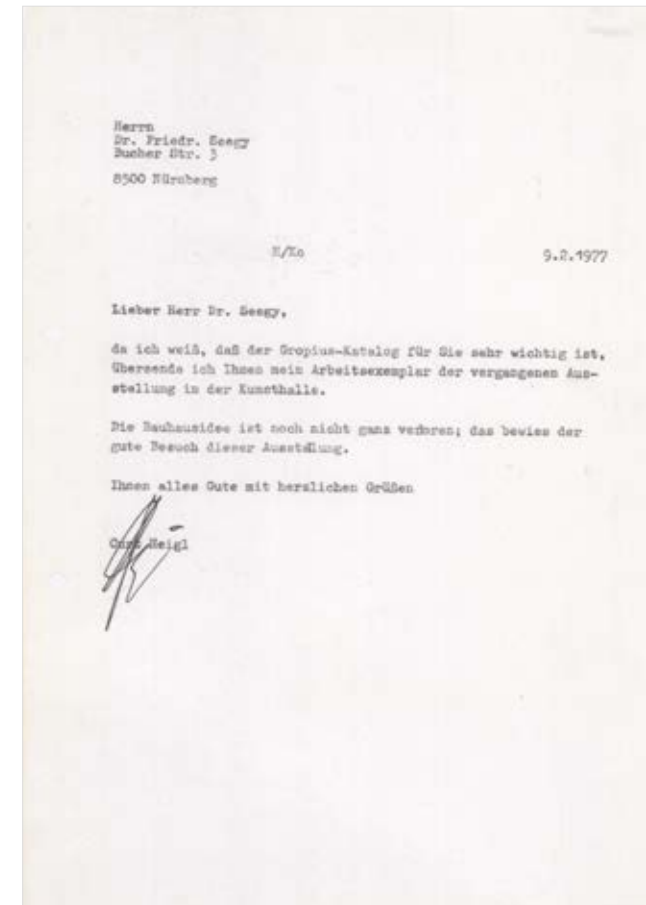 Herrn
Dr. Friedr. Seegy
Bucher Str. 3
8500 Nürnberg
H/Ko
9.2.1977
Lieber Herr Dr. Seegy,
da ich weiß, daß der Gropius-Katalog für Sie sehr wichtig ist,
übersende ich Ihnen mein Arbeitsexemplar der vergangenen Aus-
stellung in der Kunsthalle.
Die Bauhausidee ist noch nicht ganz verloren; das bewies der
gute Besuch dieser Ausstellung.
Ihnen alles Gute mit herzlichen Grüßen
Curt Heigl